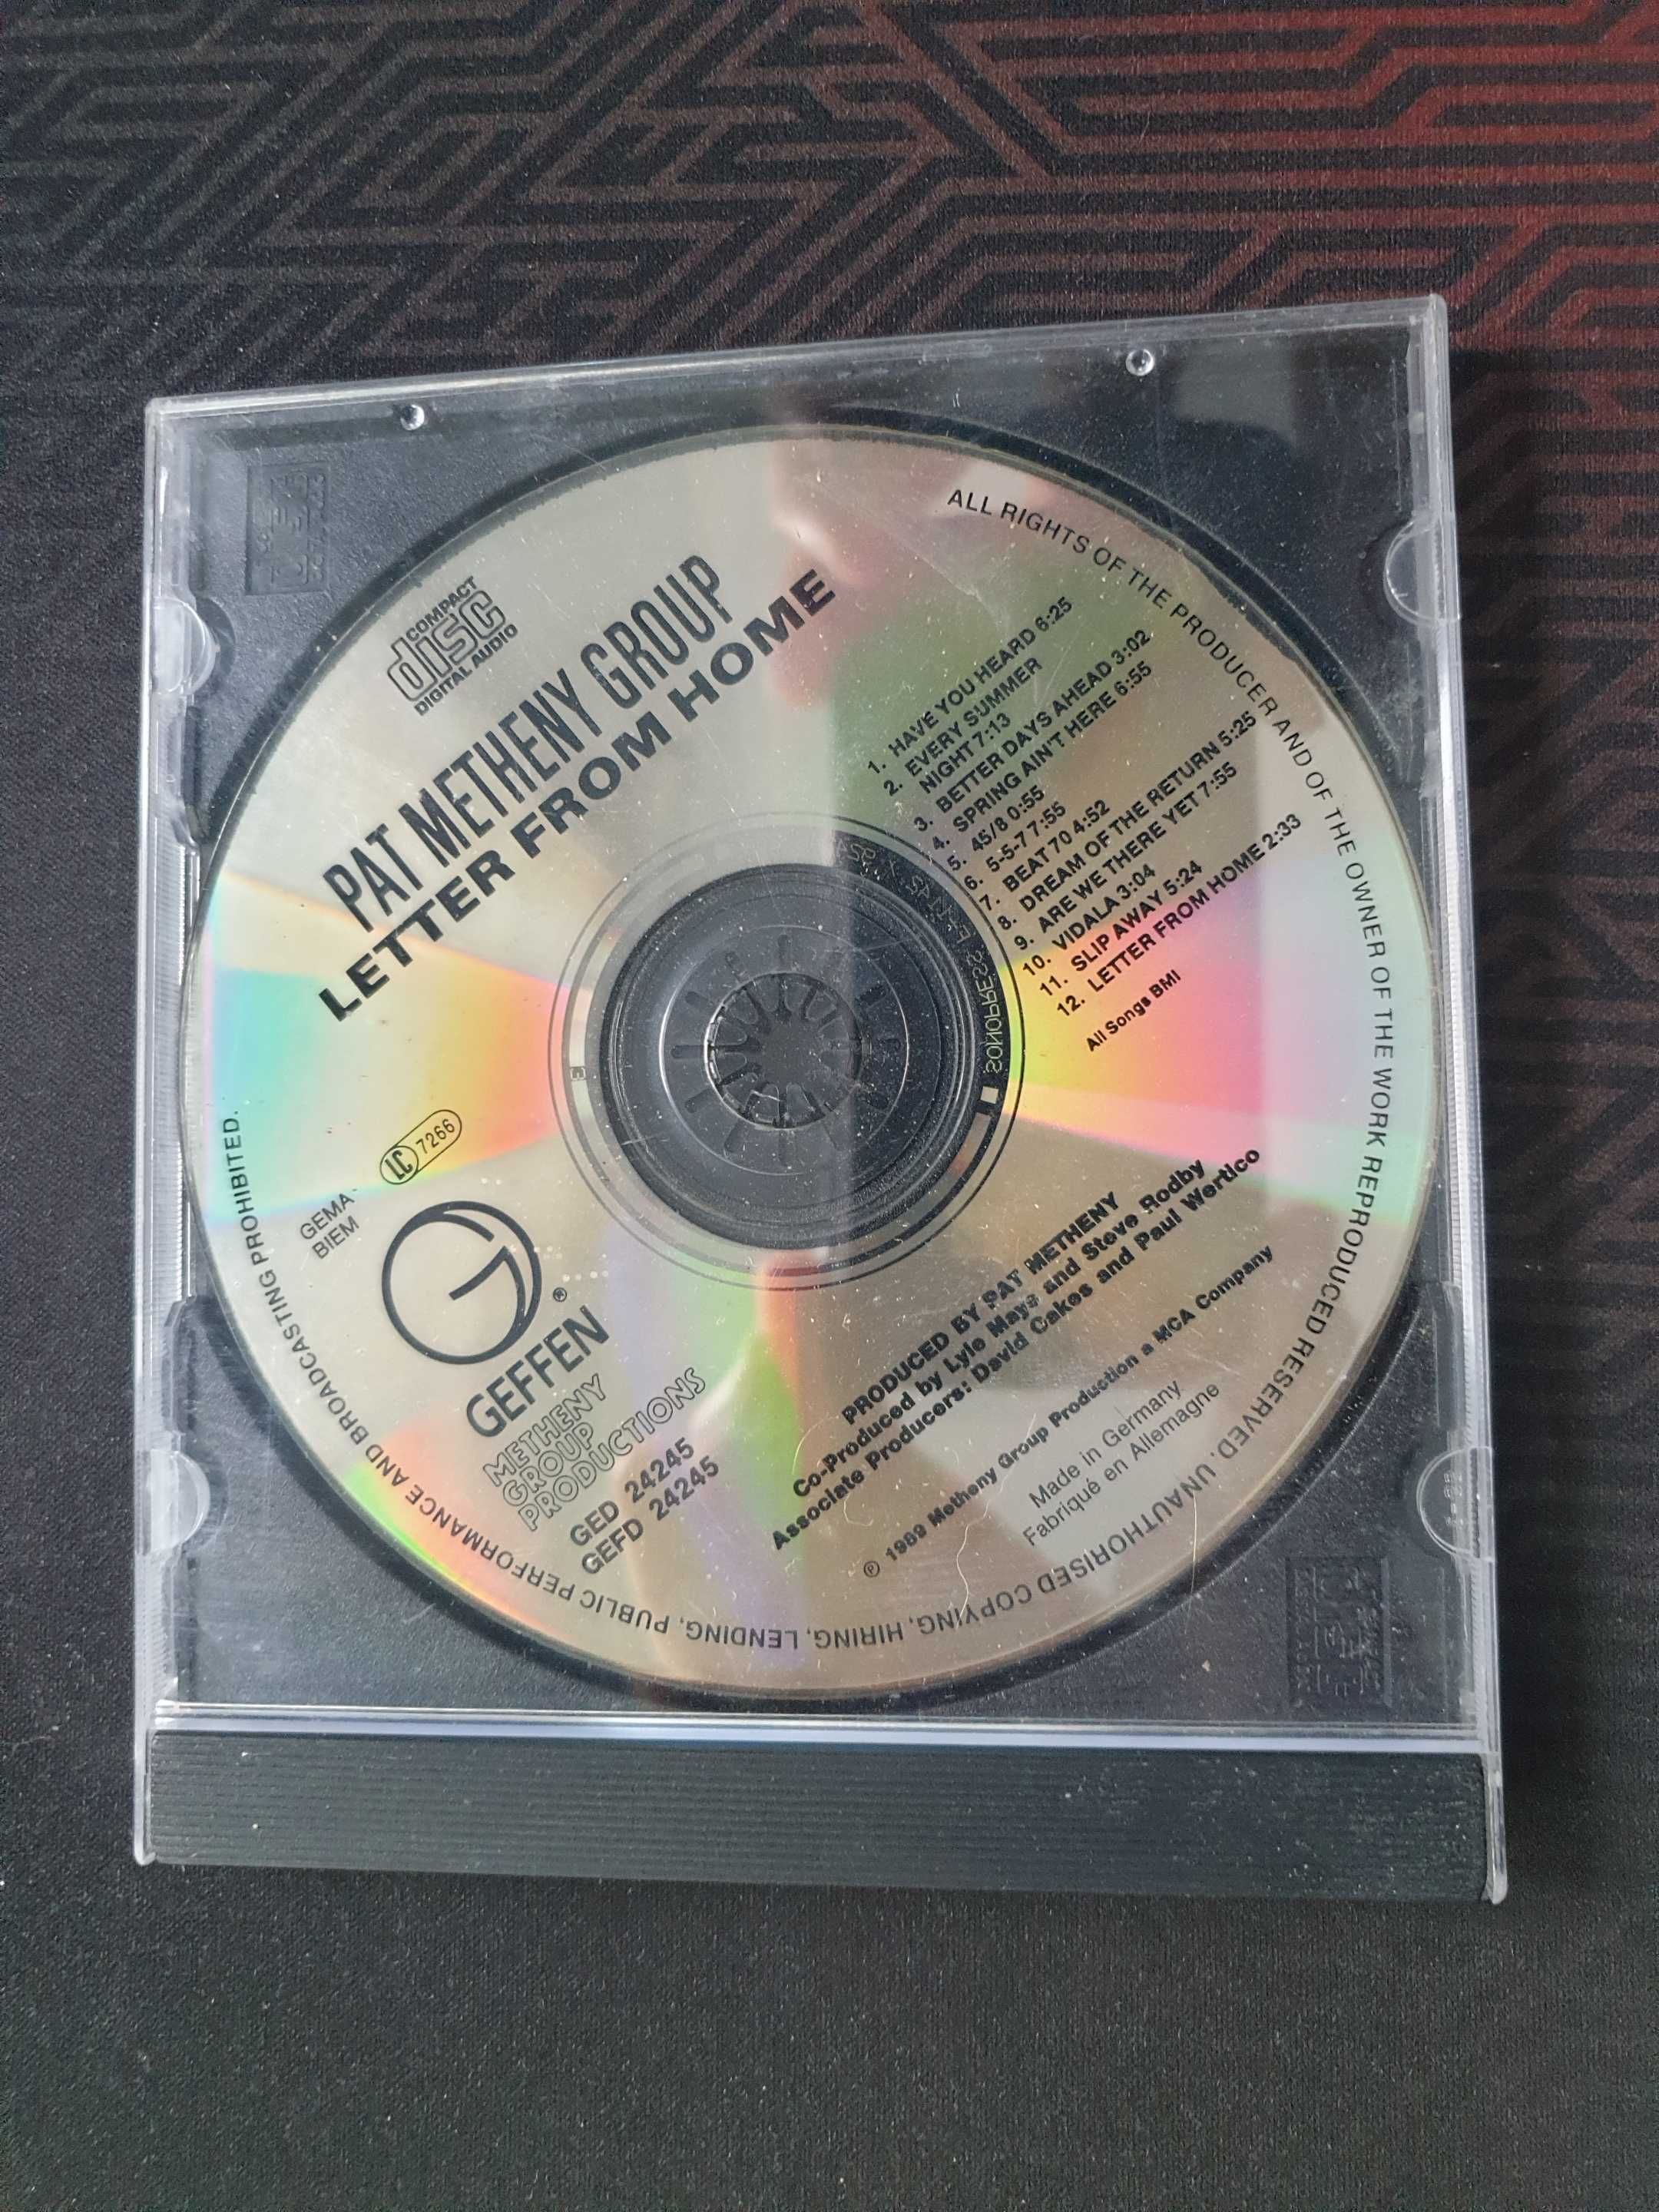 COMPACT
disc
DIGITAL AUDIO
PAT METHENY GROUP
LETTER FROM HOME
1. HAVE YOU HEARD 6:25
2. EVERY SUMMER
NIGHT 7:13
3. BETTER DAYS AHEAD 3:02
4. SPRING AIN'T HERE 6:55
5. 45/8 0:55
6. 5-5-7 7:55
7. BEAT 70 4:52
8. DREAM OF THE RETURN 5:25
9. ARE WE THERE YET 7:55
10. VIDALA 3:04
11. SLIP AWAY 5:24
12. LETTER FROM HOME 2:33
All Songs BMI
LC 7266
GEMA
BIEM
GEFFEN
®
METHENY
GROUP
PRODUCTIONS
GED 24245
GEFD 24245
PRODUCED BY PAT METHENY
Co-Produced by Lyle Mays and Steve Rodby
Associate Producers: David Oakes and Paul Wertico
℗ 1989 Metheny Group Production a MCA Company
Made in Germany
Fabriqué en Allemagne
ALL RIGHTS OF THE PRODUCER AND OF THE OWNER OF THE WORK REPRODUCED RESERVED. UNAUTHORISED COPYING, HIRING, LENDING, PUBLIC PERFORMANCE AND BROADCASTING PROHIBITED.
SONOPRESS